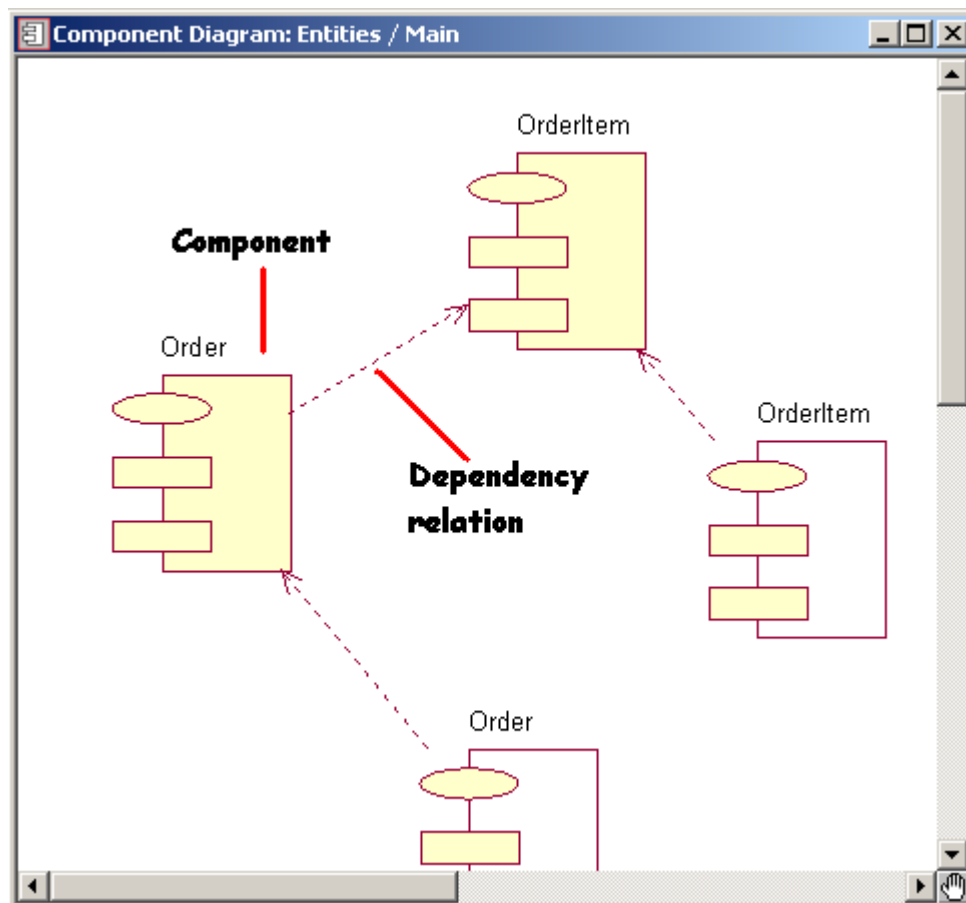 Component Diagram: Entities / Main
OrderItem
Component
Order
OrderItem
Dependency
relation
Order